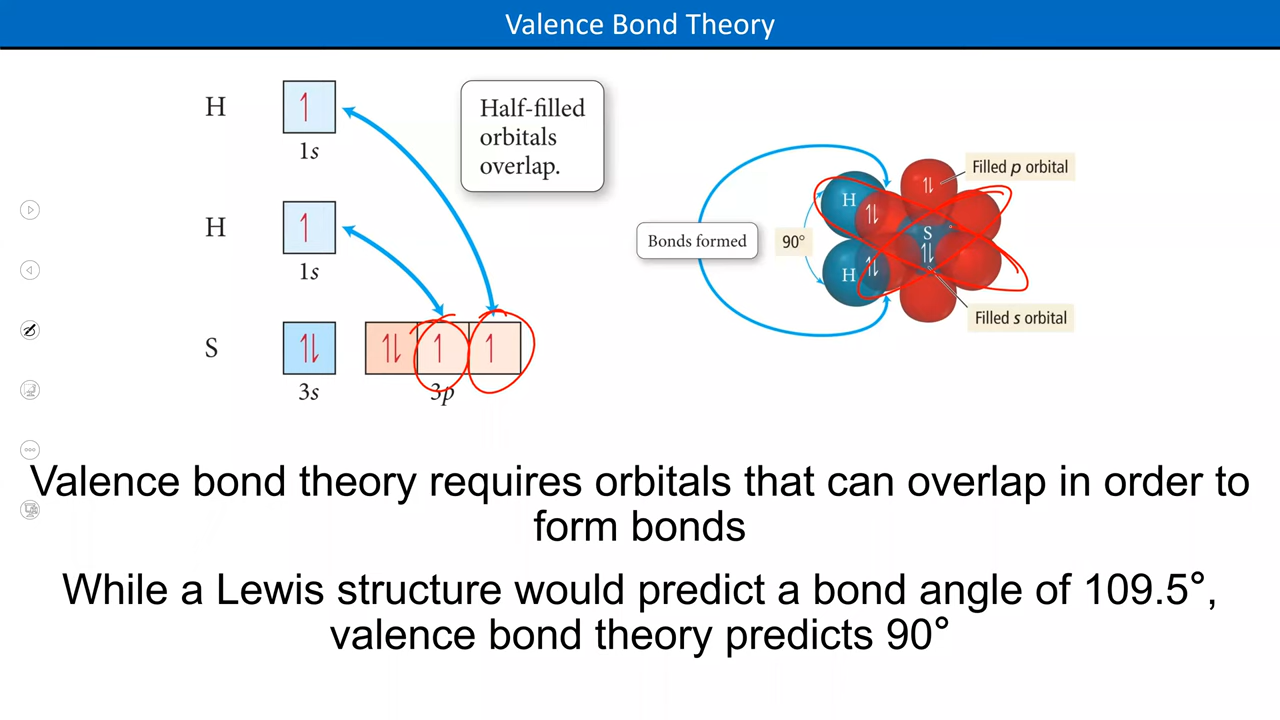 Valence Bond Theory
H
↿
1s
Half-filled
orbitals
overlap.
H
↿
1s
S
↿⇂
3s
↿⇂ ↿ ↿
3p
Filled p orbital
H
↿⇂
↿⇂
S
↿⇂
Bonds formed
90°
H
↿⇂
Filled s orbital
Valence bond theory requires orbitals that can overlap in order to
form bonds
While a Lewis structure would predict a bond angle of 109.5°,
valence bond theory predicts 90°